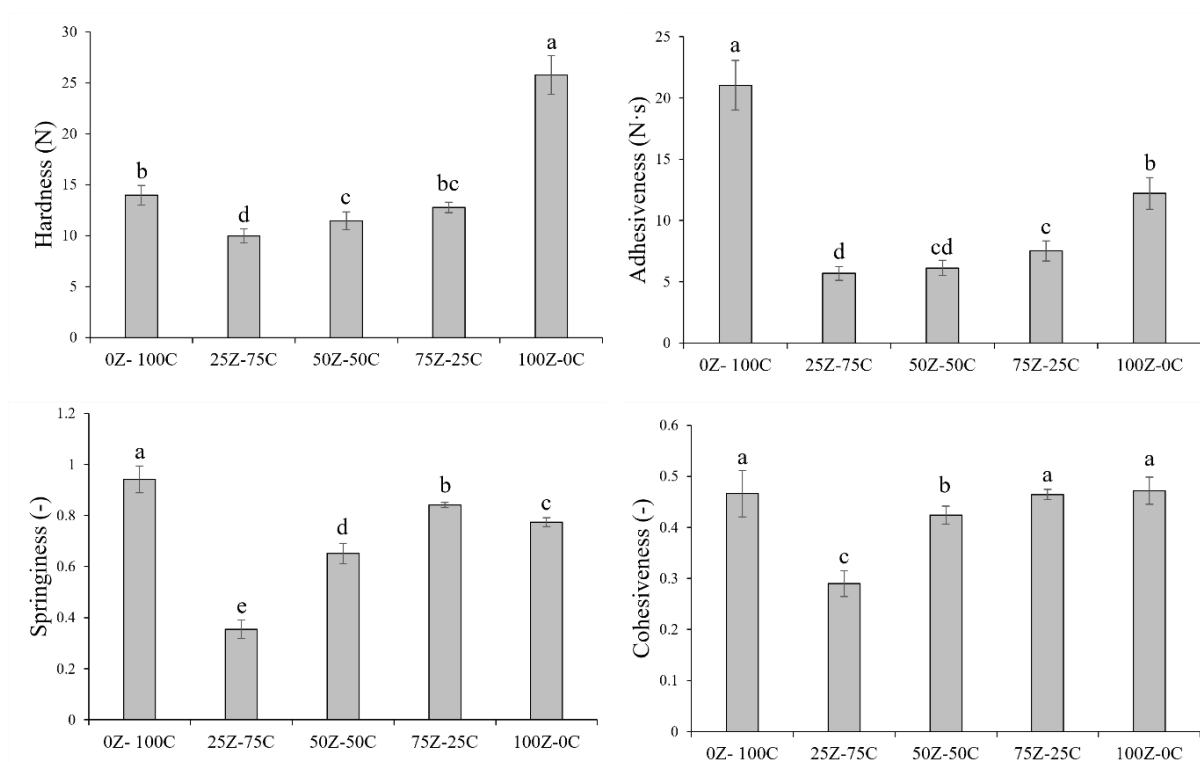 30
25
20
15
10
5
0
Hardness (N)
b
d
c
bc
a
0Z- 100C
25Z-75C
50Z-50C
75Z-25C
100Z-0C
25
20
15
10
5
0
Adhesiveness (N·s)
a
d
cd
c
b
0Z- 100C
25Z-75C
50Z-50C
75Z-25C
100Z-0C
1.2
1
0.8
0.6
0.4
0.2
0
Springiness (-)
a
e
d
b
c
0Z- 100C
25Z-75C
50Z-50C
75Z-25C
100Z-0C
0.6
0.5
0.4
0.3
0.2
0.1
0
Cohesiveness (-)
a
c
b
a
a
0Z- 100C
25Z-75C
50Z-50C
75Z-25C
100Z-0C